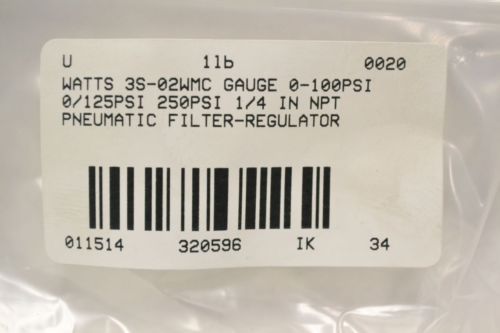 U 1lb 0020
WATTS 3S-02WMC GAUGE 0-100PSI
0/125PSI 250PSI 1/4 IN NPT
PNEUMATIC FILTER-REGULATOR
011514 320596 IK 34